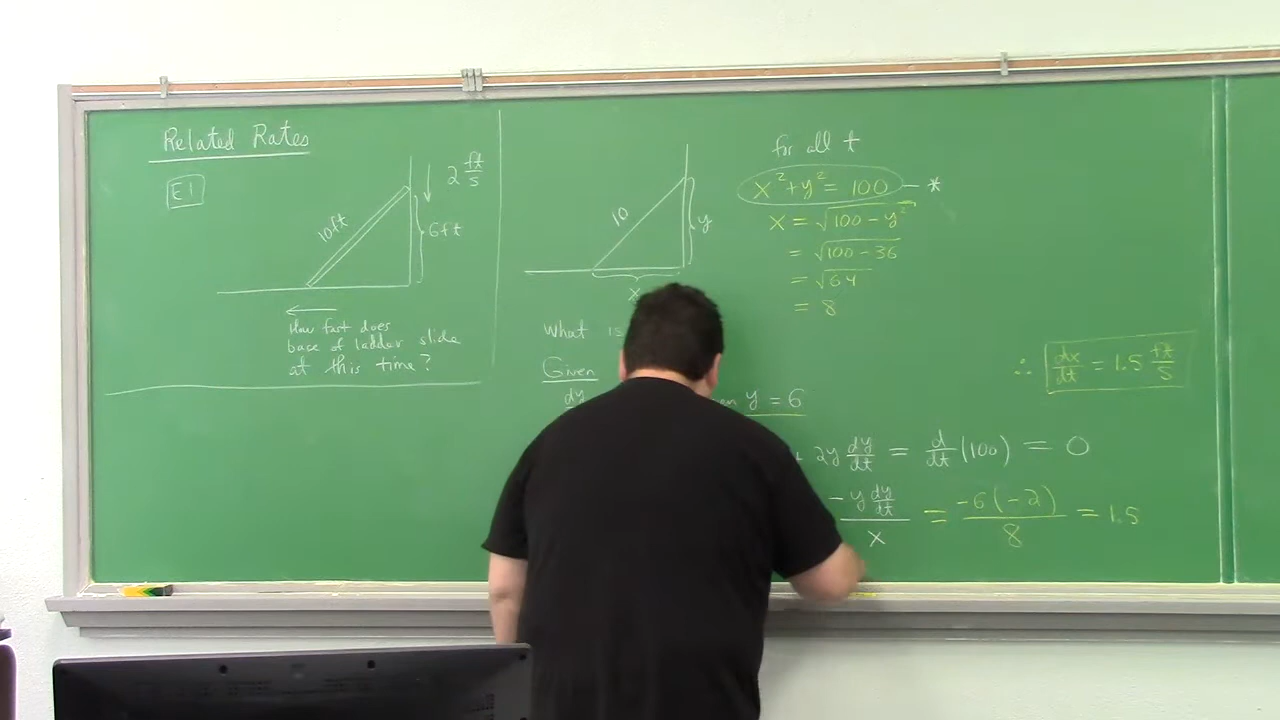 Related Rates
E1
2 ft/s
10ft
6ft
How fast does
base of ladder slide
at this time?
10
y
x
What is
Given
dy
y = 6
for all t
x² + y² = 100 — *
x = √(100 - y²)
= √(100 - 36)
= √64
= 8
∴ dx/dt = 1.5 ft/s
2y dy/dt = d/dt (100) = 0
-y dy/dt / x = -6(-2)/8 = 1.5